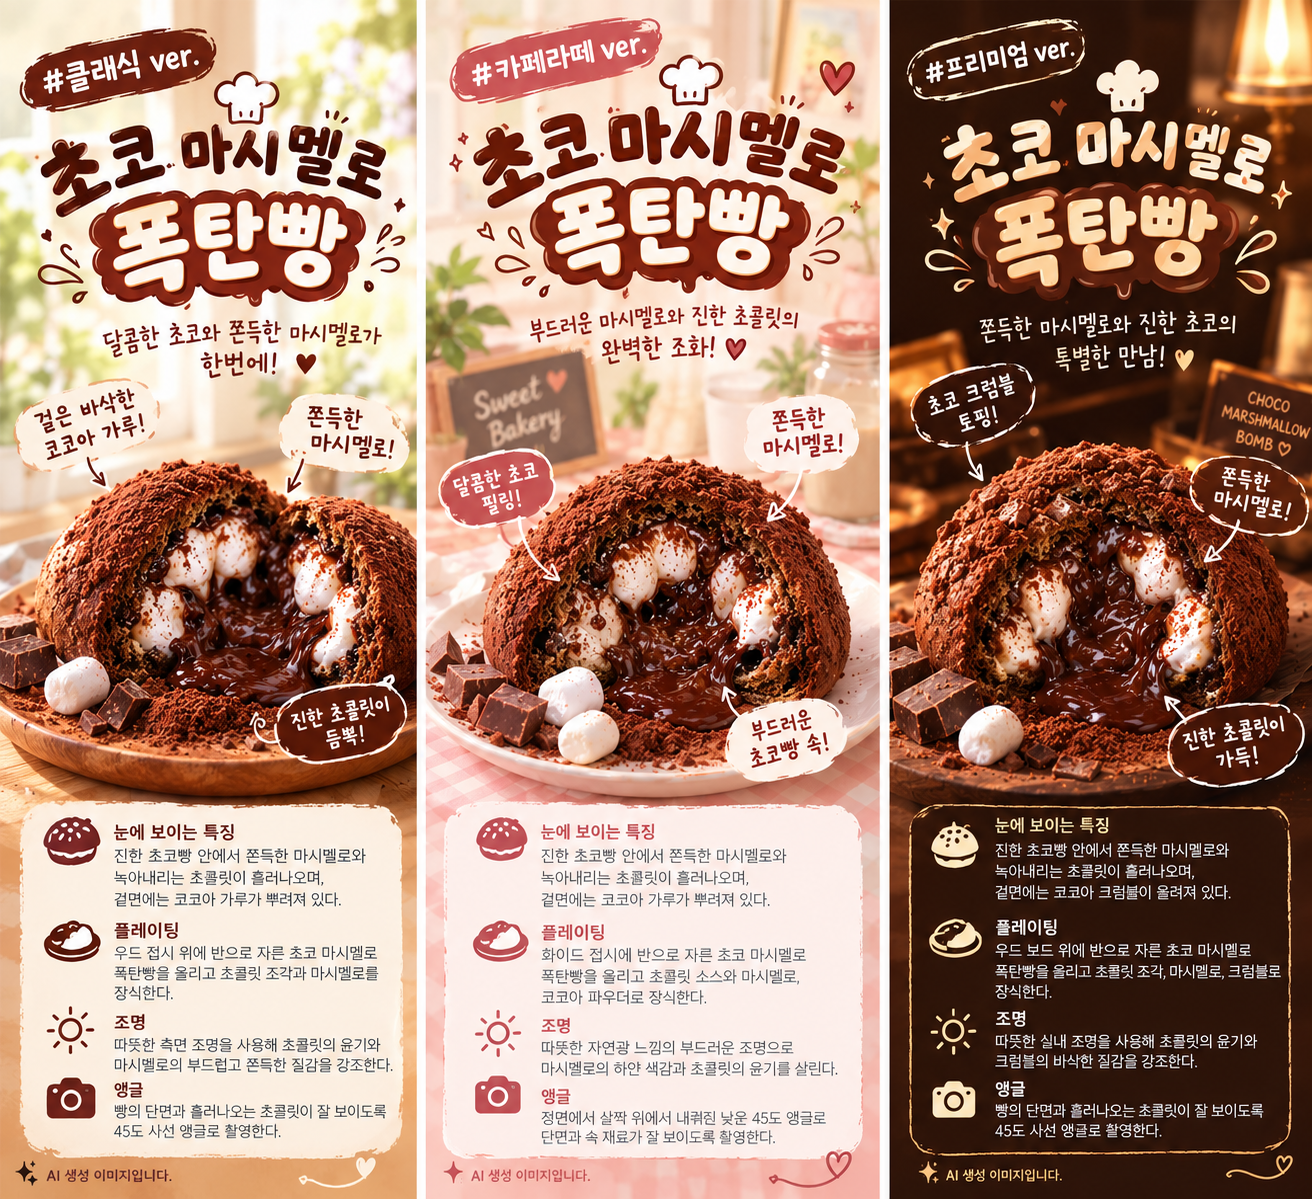 #클래식 ver.
초코 마시멜로
폭탄빵
달콤한 초코와 쫀득한 마시멜로가
한번에!
겉은 바삭한
코코아 가루!
쫀득한
마시멜로!
진한 초콜릿이
듬뿍!
눈에 보이는 특징
진한 초코빵 안에서 쫀득한 마시멜로와
녹아내리는 초콜릿이 흘러나오며,
겉면에는 코코아 가루가 뿌려져 있다.
플레이팅
우드 접시 위에 반으로 자른 초코 마시멜로
폭탄빵을 올리고 초콜릿 조각과 마시멜로를
장식한다.
조명
따뜻한 측면 조명을 사용해 초콜릿의 윤기와
마시멜로의 부드럽고 쫀득한 질감을 강조한다.
앵글
빵의 단면과 흘러나오는 초콜릿이 잘 보이도록
45도 사선 앵글로 촬영한다.
AI 생성 이미지입니다.
#카페라떼 ver.
초코 마시멜로
폭탄빵
부드러운 마시멜로와 진한 초콜릿의
완벽한 조화!
Sweet
Bakery
쫀득한
마시멜로!
달콤한 초코
필링!
부드러운
초코빵 속!
눈에 보이는 특징
진한 초코빵 안에서 쫀득한 마시멜로와
녹아내리는 초콜릿이 흘러나오며,
겉면에는 코코아 가루가 뿌려져 있다.
플레이팅
화이드 접시에 반으로 자른 초코 마시멜로
폭탄빵을 올리고 초콜릿 소스와 마시멜로,
코코아 파우더로 장식한다.
조명
따뜻한 자연광 느낌의 부드러운 조명으로
마시멜로의 하얀 색감과 초콜릿의 윤기를 살린다.
앵글
정면에서 살짝 위에서 낮운 45도 앵글로
단면과 속 재료가 잘 보이도록 촬영한다.
AI 생성 이미지입니다.
#프리미엄 ver.
초코 마시멜로
폭탄빵
쫀득한 마시멜로와 진한 초코의
특별한 만남!
초코 크럼블
토핑!
CHOCO
MARSHMALLOW
BOMB
쫀득한
마시멜로!
진한 초콜릿이
가득!
눈에 보이는 특징
진한 초코빵 안에서 쫀득한 마시멜로와
녹아내리는 초콜릿이 흘러나오며,
겉면에는 코코아 크럼블이 올려져 있다.
플레이팅
우드 보드 위에 반으로 자른 초코 마시멜로
폭탄빵을 올리고 초콜릿 조각, 마시멜로, 크럼블로
장식한다.
조명
따뜻한 실내 조명을 사용해 초콜릿의 윤기와
크럼블의 바삭한 질감을 강조한다.
앵글
빵의 단면과 흘러나오는 초콜릿이 잘 보이도록
45도 사선 앵글로 촬영한다.
AI 생성 이미지입니다.